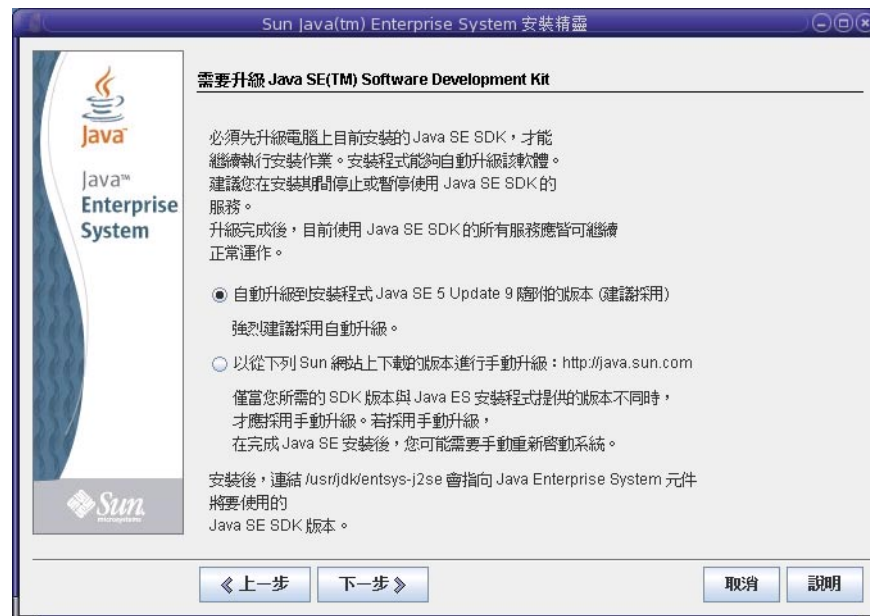 Sun Java(tm) Enterprise System 安裝精靈
Java
Java™
Enterprise
System
Sun
microsystems
需要升級 Java SE(TM) Software Development Kit
必須先升級電腦上目前安裝的 Java SE SDK，才能
繼續執行安裝作業。安裝程式能夠自動升級該軟體。
建議您在安裝期間停止或暫停使用 Java SE SDK 的
服務。
升級完成後，目前使用 Java SE SDK 的所有服務應皆可繼續
正常運作。
自動升級到安裝程式 Java SE 5 Update 9 隨附的版本 (建議採用)
強烈建議採用自動升級。
以從下列 Sun 網站上下載的版本進行手動升級：http://java.sun.com
僅當您所需的 SDK 版本與 Java ES 安裝程式提供的版本不同時，
才應採用手動升級。若採用手動升級，
在完成 Java SE 安裝後，您可能需要手動重新啟動系統。
安裝後，連結 /usr/jdk/entsys-j2se 會指向 Java Enterprise System 元件
將要使用的
Java SE SDK 版本。
上一步
下一步
取消
說明